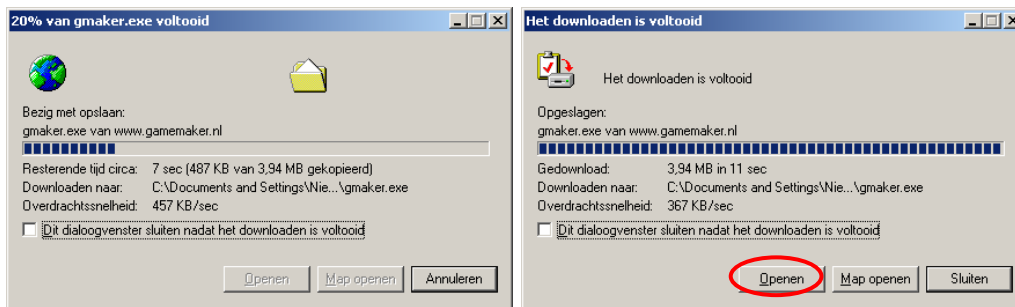 20% van gmaker.exe voltooid
Bezig met opslaan:
gmaker.exe van www.gamemaker.nl
Resterende tijd circa: 7 sec (487 KB van 3,94 MB gekopieerd)
Downloaden naar: C:\Documents and Settings\Nie...\gmaker.exe
Overdrachtssnelheid: 457 KB/sec
Dit dialoogvenster sluiten nadat het downloaden is voltooid
Openen Map openen Annuleren
Het downloaden is voltooid
Het downloaden is voltooid
Opgeslagen:
gmaker.exe van www.gamemaker.nl
Gedownload: 3,94 MB in 11 sec
Downloaden naar: C:\Documents and Settings\Nie...\gmaker.exe
Overdrachtssnelheid: 367 KB/sec
Dit dialoogvenster sluiten nadat het downloaden is voltooid
Openen Map openen Sluiten